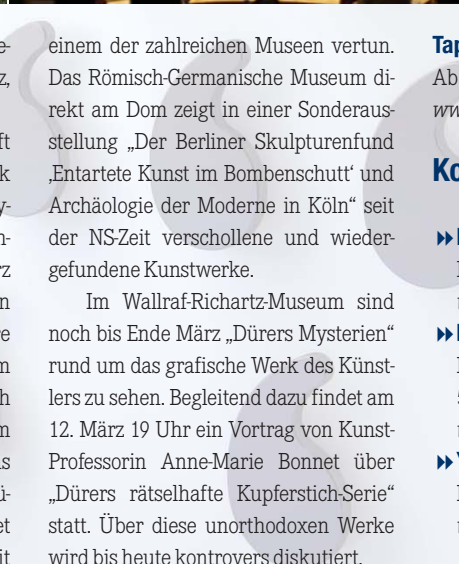 einem der zahlreichen Museen vertun.
Das Römisch-Germanische Museum di-
rekt am Dom zeigt in einer Sonderaus-
stellung „Der Berliner Skulpturenfund
‚Entartete Kunst im Bombenschutt‘ und
Archäologie der Moderne in Köln“ seit
der NS-Zeit verschollene und wieder-
gefundene Kunstwerke.
Im Wallraf-Richartz-Museum sind
noch bis Ende März „Dürers Mysterien“
rund um das grafische Werk des Künst-
lers zu sehen. Begleitend dazu findet am
12. März 19 Uhr ein Vortrag von Kunst-
Professorin Anne-Marie Bonnet über
„Dürers rätselhafte Kupferstich-Serie“
statt. Über diese unorthodoxen Werke
wird bis heute kontrovers diskutiert.